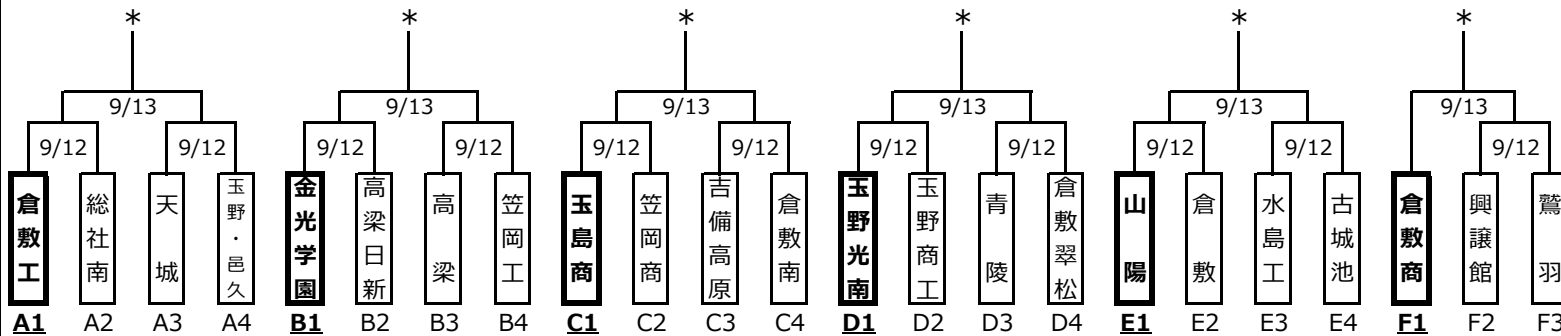 * * * * * *
9/13 9/13 9/13 9/13 9/13 9/13
9/12 9/12 9/12 9/12 9/12 9/12 9/12 9/12 9/12 9/12 9/12
倉敷工
総社南
天城
玉野・邑久
金光学園
高梁日新
高梁
笠岡工
玉島商
笠岡商
吉備高原
倉敷南
玉野光南
玉野商工
青陵
倉敷翠松
山陽
倉敷
水島工
古城池
倉敷商
興譲館
鷲羽
A1 A2 A3 A4 B1 B2 B3 B4 C1 C2 C3 C4 D1 D2 D3 D4 E1 E2 E3 E4 F1 F2 F3